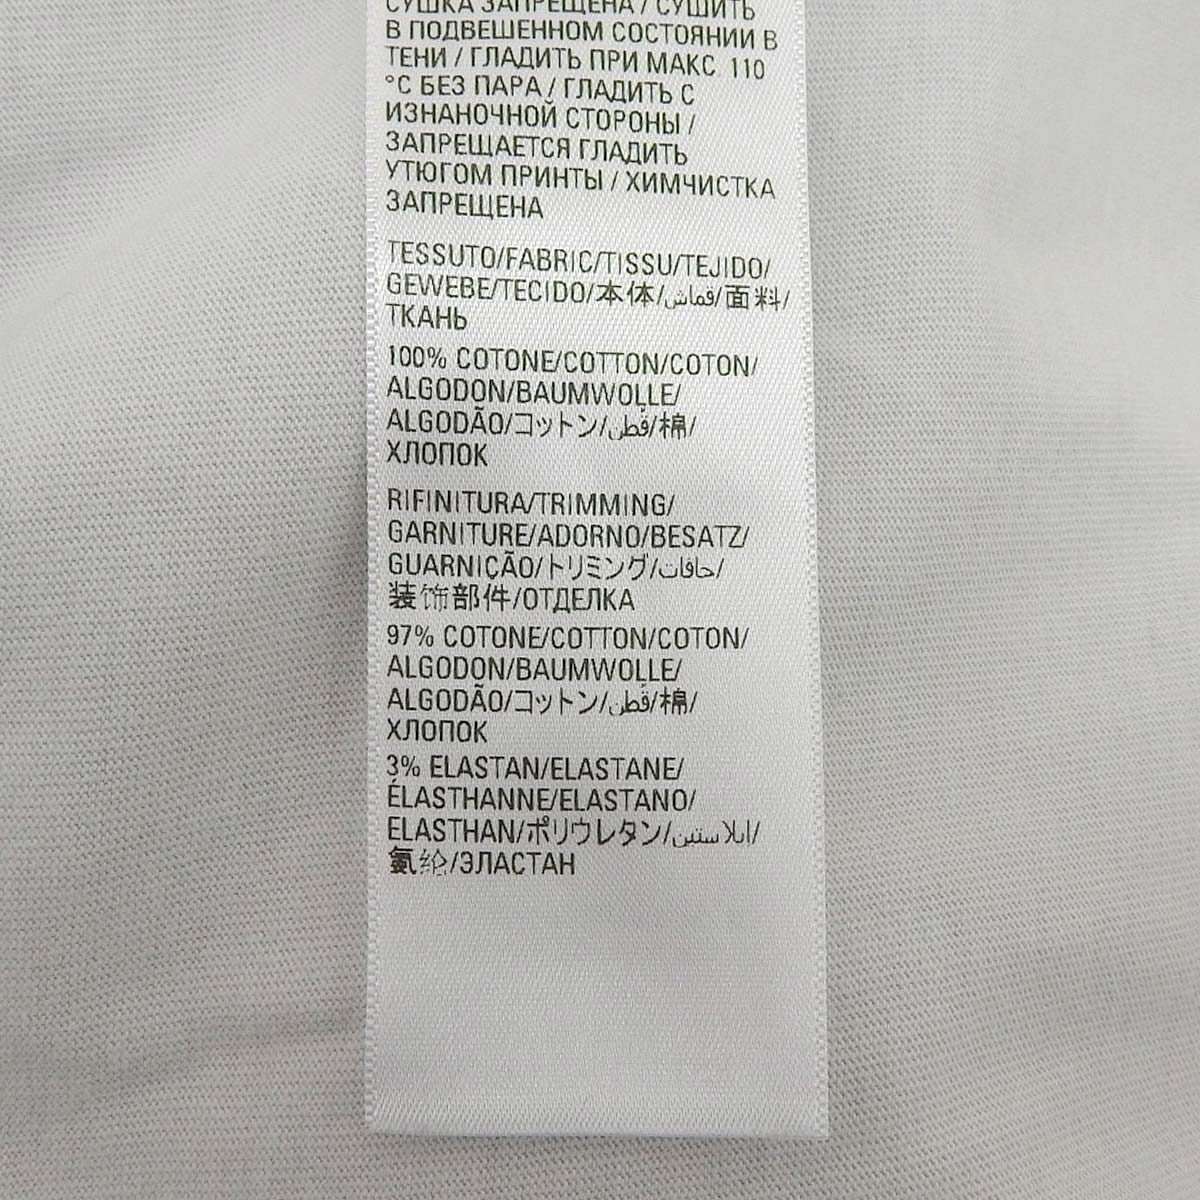 СУШКА ЗАПРЕЩЕНА / СУШИТЬ
В ПОДВЕШЕННОМ СОСТОЯНИИ В
ТЕНИ / ГЛАДИТЬ ПРИ МАКС. 110
°C БЕЗ ПАРА / ГЛАДИТЬ С
ИЗНАНОЧНОЙ СТОРОНЫ /
ЗАПРЕЩАЕТСЯ ГЛАДИТЬ
УТЮГОМ ПРИНТЫ / ХИМЧИСТКА
ЗАПРЕЩЕНА
TESSUTO/FABRIC/TISSU/TEJIDO/
GEWEBE/TECIDO/本体/قماش/面料/
ТКАНЬ
100% COTONE/COTTON/COTON/
ALGODON/BAUMWOLLE/
ALGODÃO/コットン/قطن/棉/
ХЛОПОК
RIFINITURA/TRIMMING/
GARNITURE/ADORNO/BESATZ/
GUARNIÇÃO/トリミング/حافات/
装饰部件/ОТДЕЛКА
97% COTONE/COTTON/COTON/
ALGODON/BAUMWOLLE/
ALGODÃO/コットン/قطن/棉/
ХЛОПОК
3% ELASTAN/ELASTANE/
ÉLASTHANNE/ELASTANO/
ELASTHAN/ポリウレタン/ايلاستين/
氨纶/ЭЛАСТАН